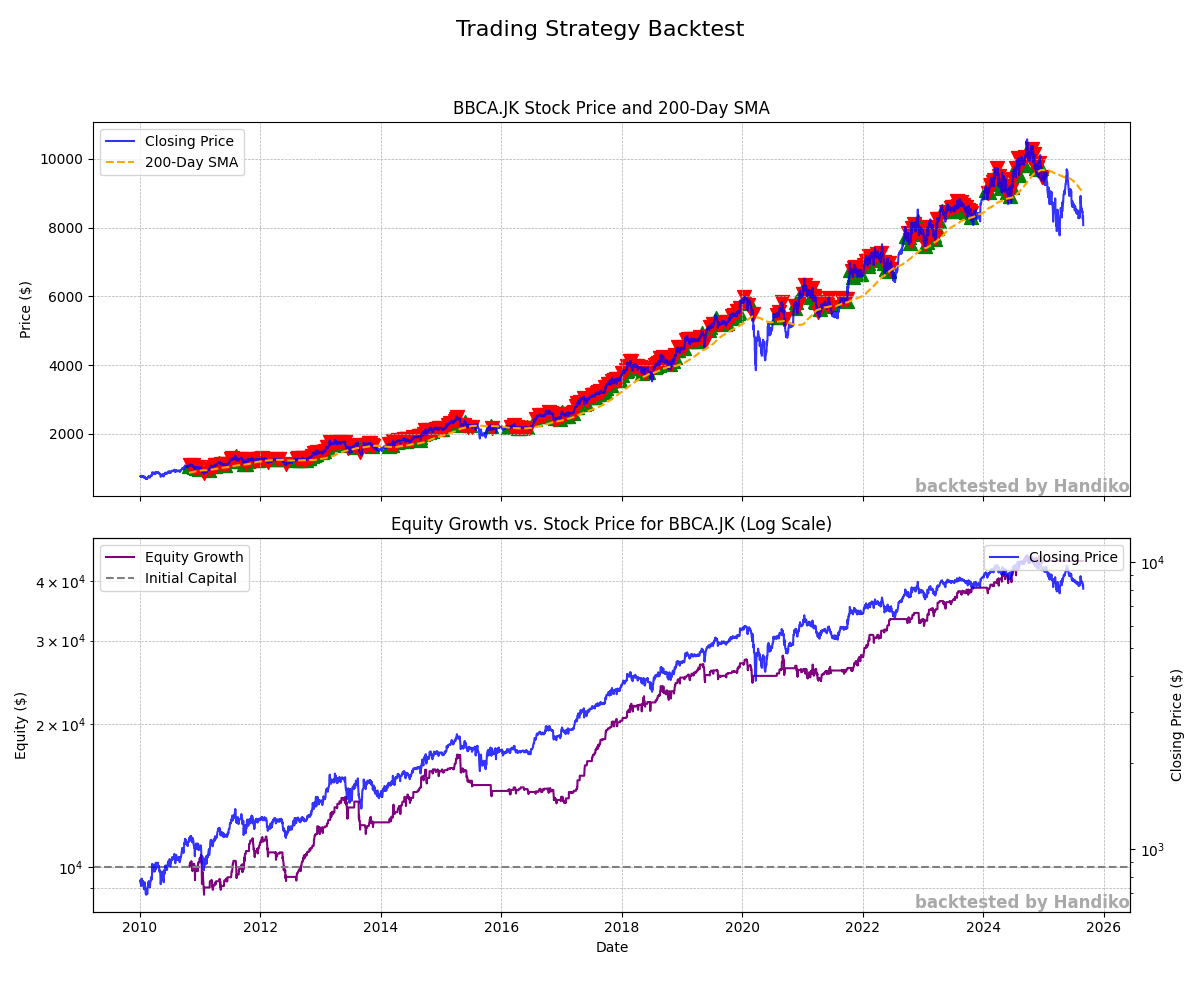 Trading Strategy Backtest
BBCA.JK Stock Price and 200-Day SMA
Closing Price
200-Day SMA
10000
8000
6000
4000
2000
Price ($)
backtested by Handiko
Equity Growth vs. Stock Price for BBCA.JK (Log Scale)
Equity Growth
Initial Capital
Closing Price
4 × 10⁴
3 × 10⁴
2 × 10⁴
10⁴
Equity ($)
10⁴
10³
Closing Price ($)
backtested by Handiko
2010 2012 2014 2016 2018 2020 2022 2024 2026
Date